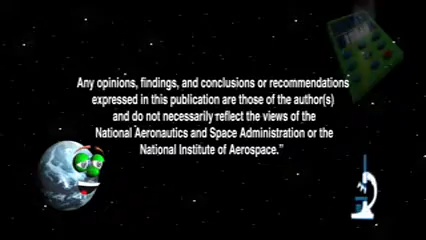 Any opinions, findings, and conclusions or recommendations
expressed in this publication are those of the author(s)
and do not necessarily reflect the views of the
National Aeronautics and Space Administration or the
National Institute of Aerospace."